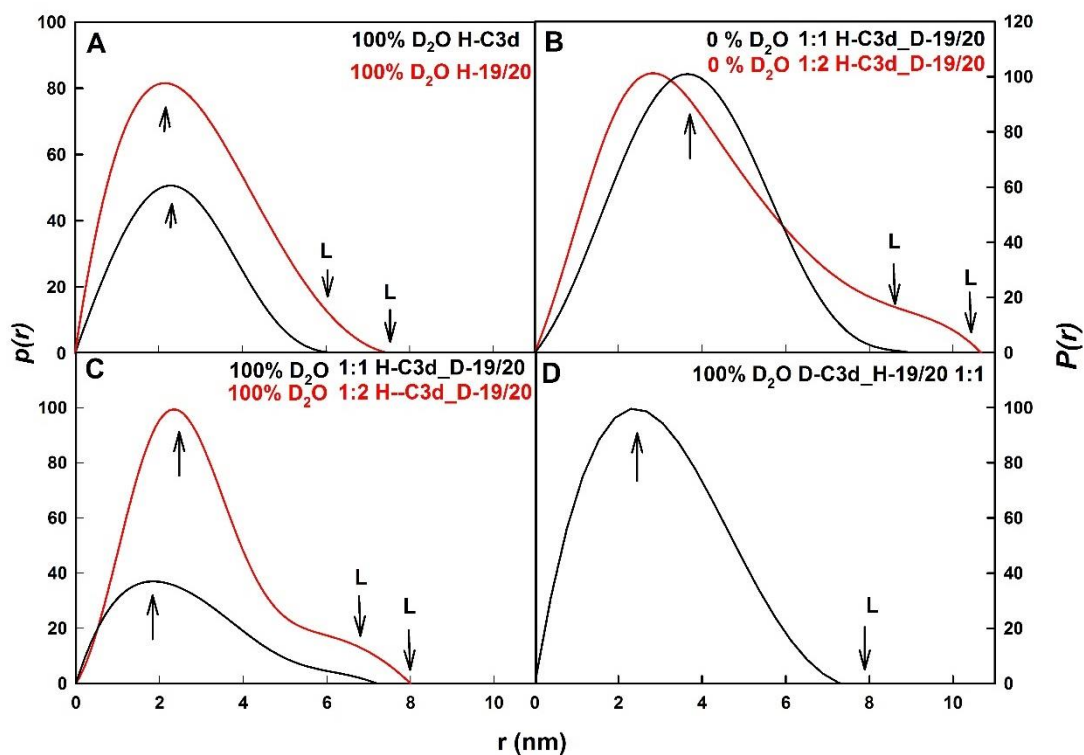 A
100% D₂O H-C3d
100% D₂O H-19/20
100
80
60
40
20
0
L
L
B
0 % D₂O 1:1 H-C3d_D-19/20
0 % D₂O 1:2 H-C3d_D-19/20
120
100
80
60
40
20
0
L
L
p(r)
P(r)
C
100% D₂O 1:1 H-C3d_D-19/20
100% D₂O 1:2 H--C3d_D-19/20
100
80
60
40
20
0
L
L
0 2 4 6 8 10
D
100% D₂O D-C3d_H-19/20 1:1
100
80
60
40
20
0
L
0 2 4 6 8 10
r (nm)